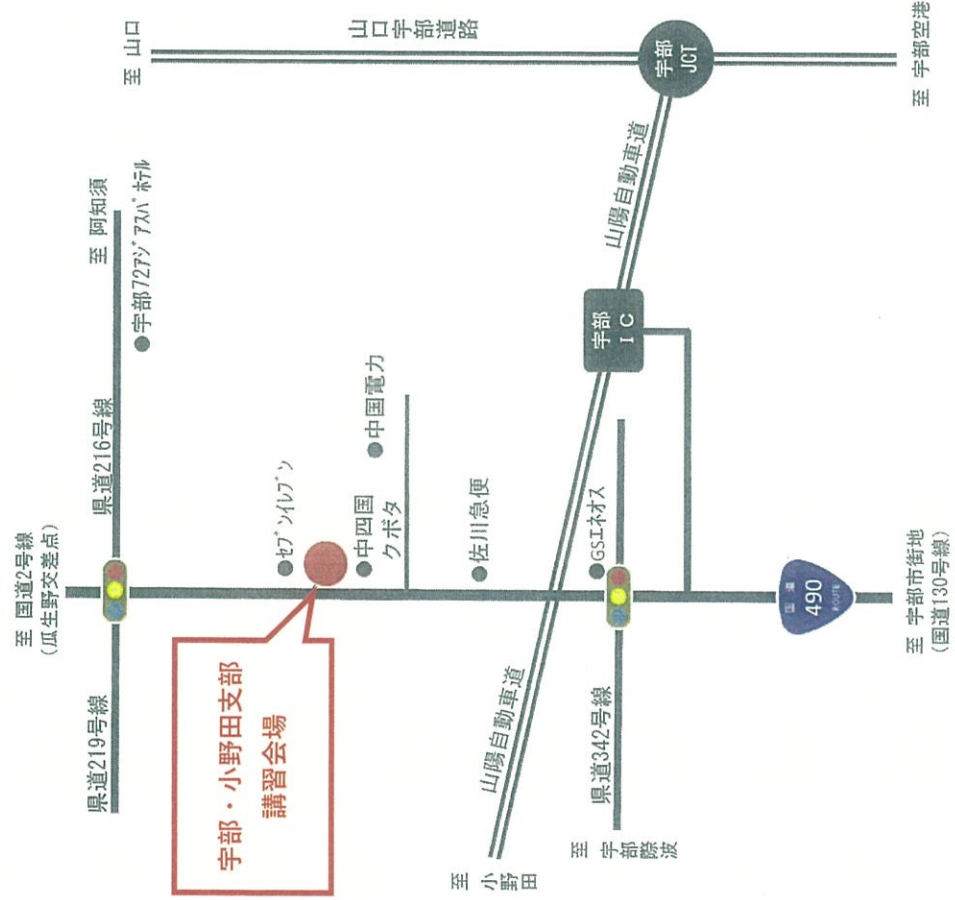 至 国道2号線
(瓜生野交差点)
県道219号線
県道216号線
至 阿知須
至 山口
山口宇部道路
宇部72アジアスパホテル
セブンイレブン
宇部・小野田支部
講習会場
中四国
クボタ
中国電力
佐川急便
山陽自動車道
山陽自動車道
宇部
JCT
宇部
IC
GSエネオス
県道342号線
至 小野田
至 宇部際波
国道
490
ROUTE
至 宇部市街地
(国道130号線)
至 宇部空港